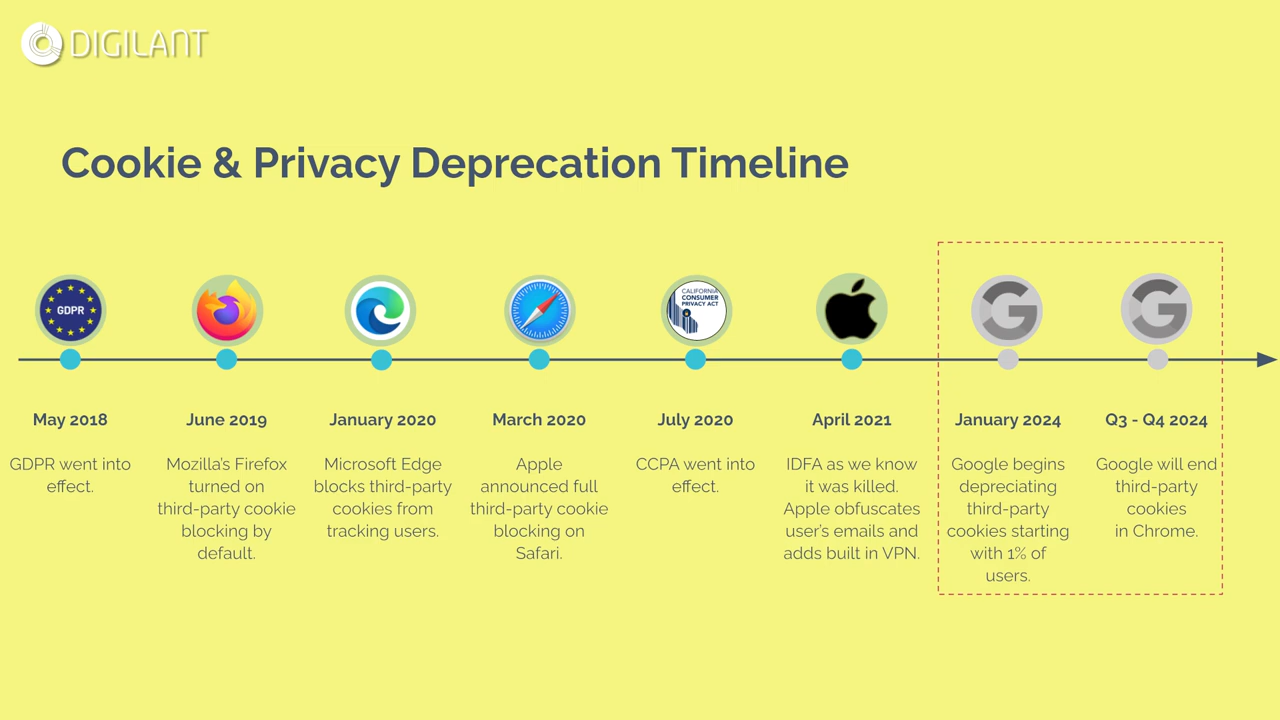 DIGILANT
Cookie & Privacy Deprecation Timeline
GDPR
CALIFORNIA
CONSUMER
PRIVACY ACT
May 2018
GDPR went into
effect.
June 2019
Mozilla's Firefox
turned on
third-party cookie
blocking by
default.
January 2020
Microsoft Edge
blocks third-party
cookies from
tracking users.
March 2020
Apple
announced full
third-party cookie
blocking on
Safari.
July 2020
CCPA went into
effect.
April 2021
IDFA as we know
it was killed.
Apple obfuscates
user's emails and
adds built in VPN.
January 2024
Google begins
depreciating
third-party
cookies starting
with 1% of
users.
Q3 - Q4 2024
Google will end
third-party
cookies
in Chrome.